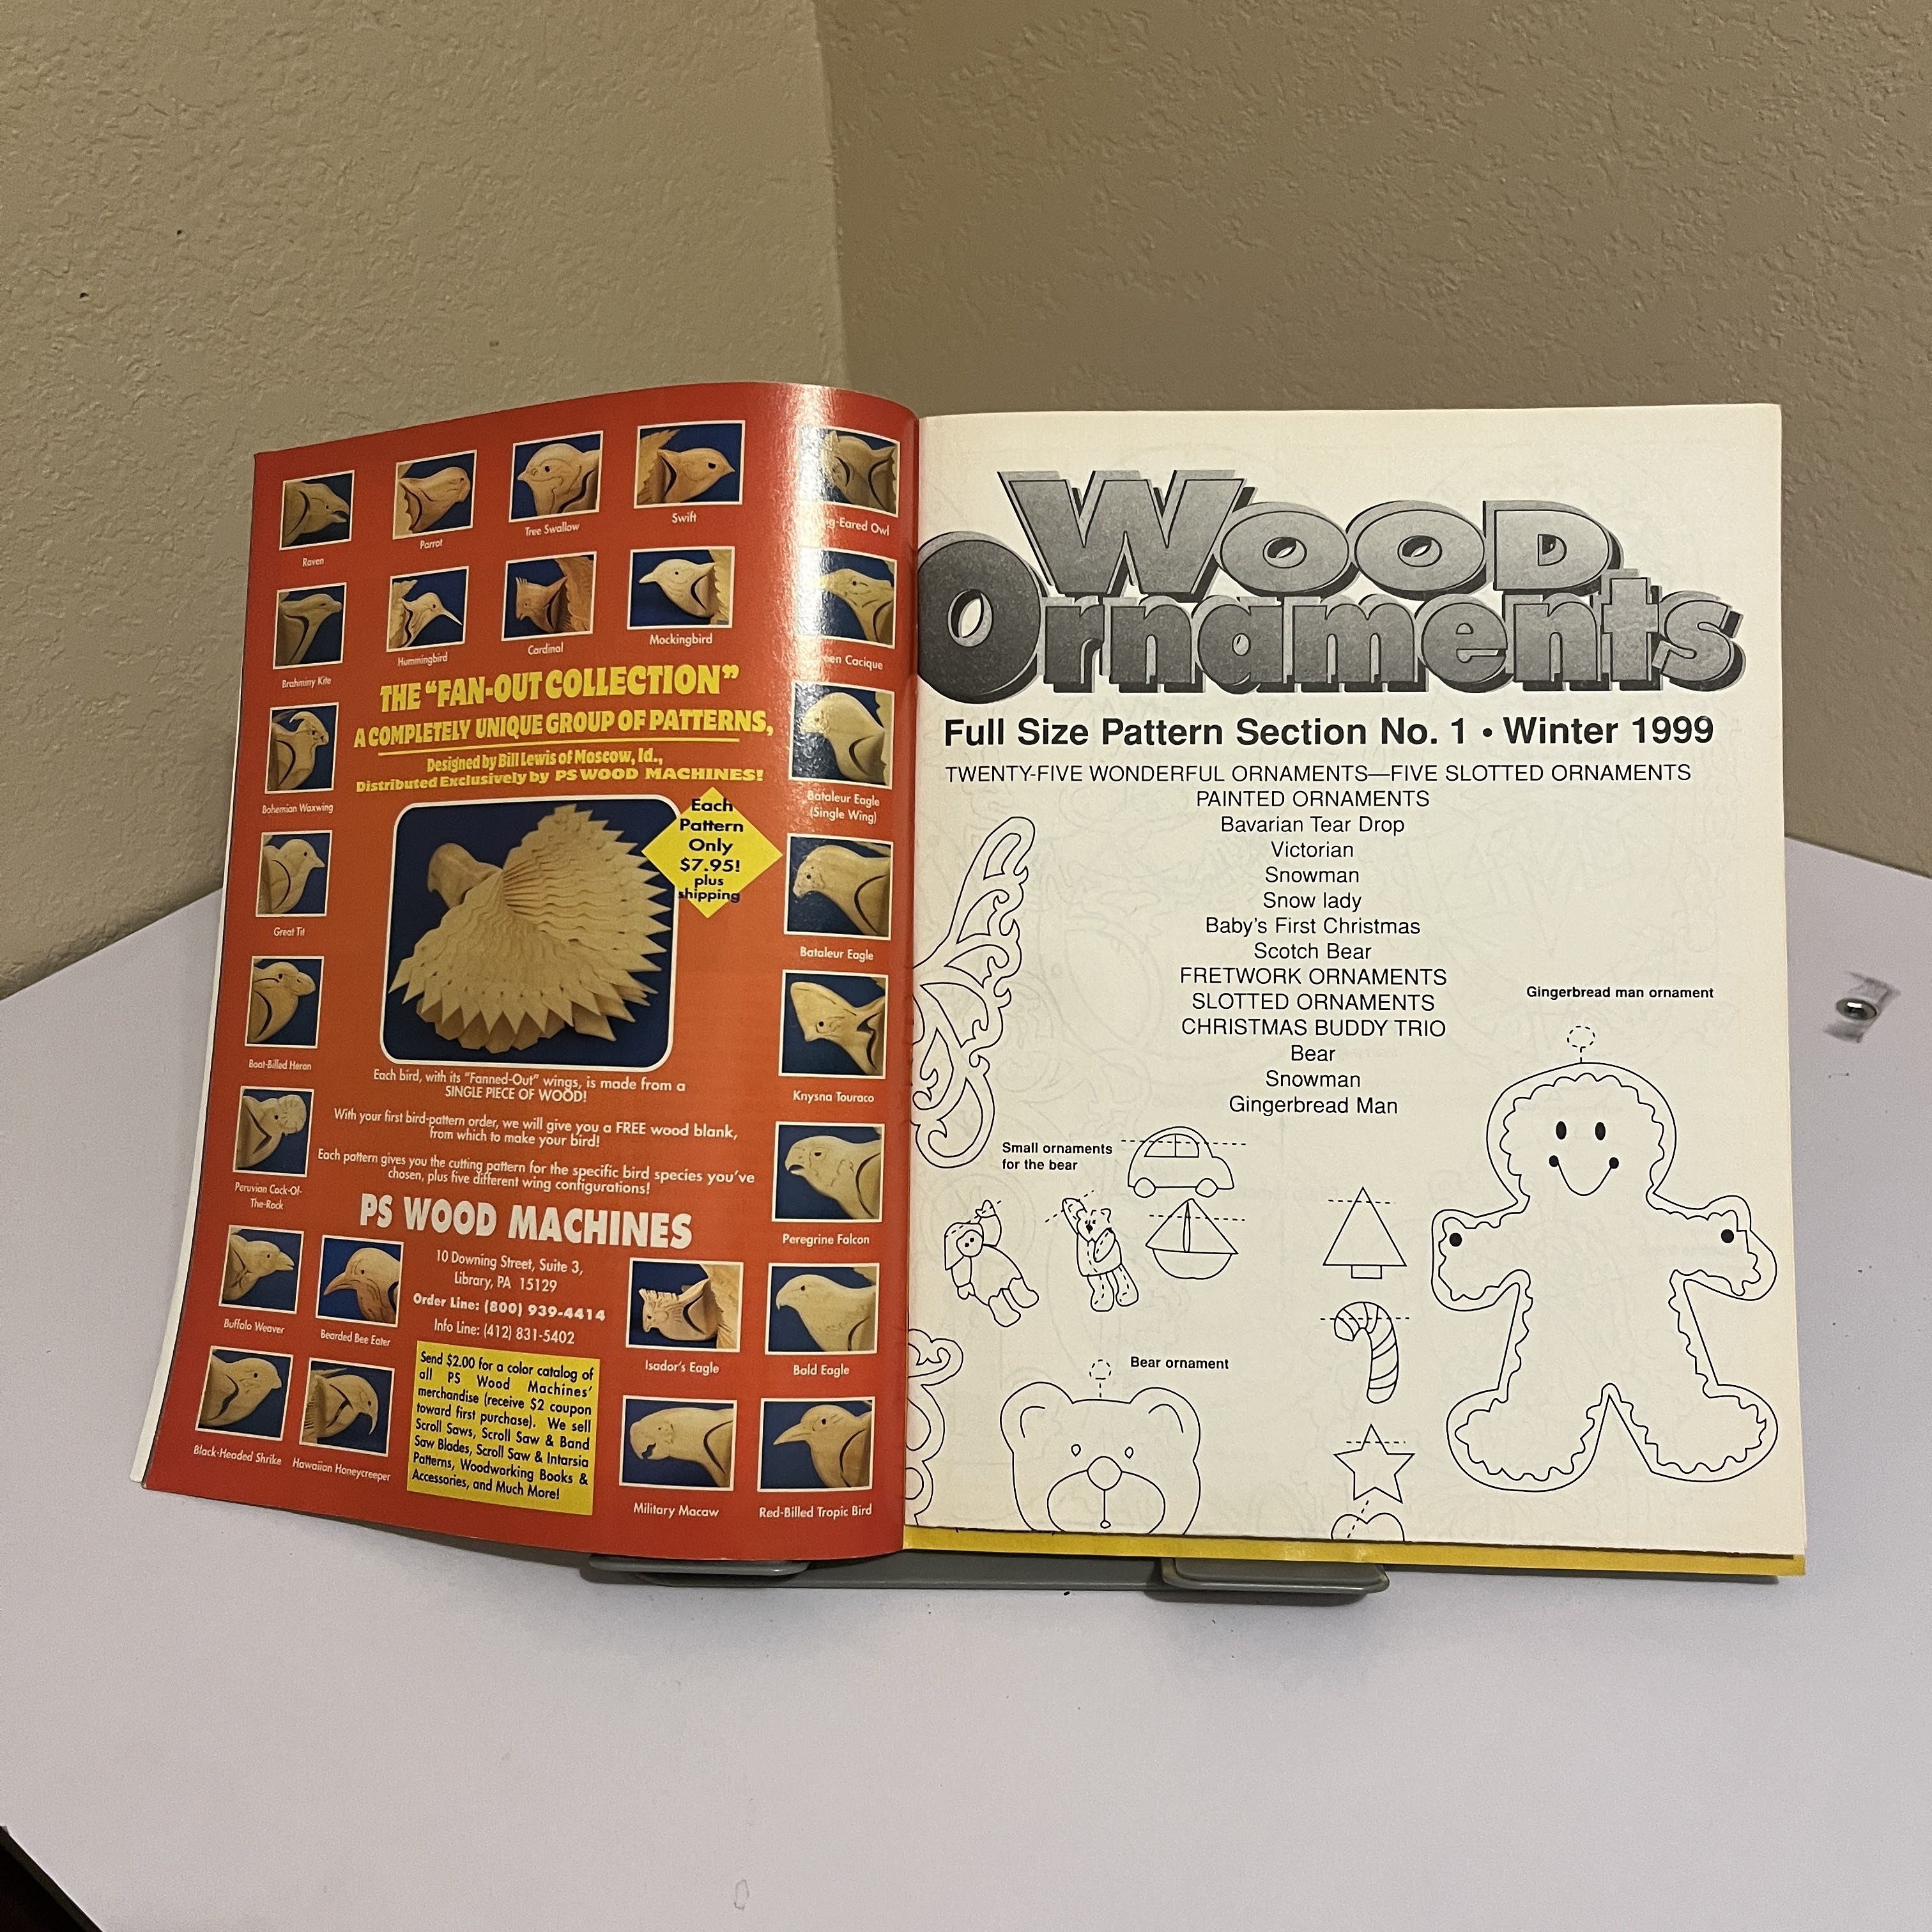 Raven
Parrot
Tree Swallow
Swift
-Eared Owl
Brahminy Kite
Hummingbird
Cardinal
Mockingbird
Cacique
THE “FAN-OUT COLLECTION”
A COMPLETELY UNIQUE GROUP OF PATTERNS,
Designed by Bill Lewis of Moscow, Id.,
Distributed Exclusively by PS WOOD MACHINES!
Bohemian Waxwing
Bataleur Eagle
(Single Wing)
Each
Pattern
Only
$7.95!
plus
shipping
Great Tit
Bataleur Eagle
Boat-Billed Heron
Knysna Touraco
Each bird, with its “Fanned-Out” wings, is made from a
SINGLE PIECE OF WOOD!
With your first bird-pattern order, we will give you a FREE wood blank,
from which to make your bird!
Each pattern gives you the cutting pattern for the specific bird species you've
chosen, plus five different wing configurations!
Peruvian Cock-Of-
The-Rock
Peregrine Falcon
PS WOOD MACHINES
10 Downing Street, Suite 3,
Library, PA 15129
Order Line: (800) 939-4414
Info Line: (412) 831-5402
Buffalo Weaver
Bearded Bee Eater
Isador's Eagle
Bald Eagle
Send $2.00 for a color catalog of
all PS Wood Machines'
merchandise (receive $2 coupon
toward first purchase). We sell
Scroll Saws, Scroll Saw & Band
Saw Blades, Scroll Saw & Intarsia
Patterns, Woodworking Books &
Accessories, and Much More!
Black-Headed Shrike
Hawaiian Honeycreeper
Military Macaw
Red-Billed Tropic Bird
Wood
Ornaments
Full Size Pattern Section No. 1 • Winter 1999
TWENTY-FIVE WONDERFUL ORNAMENTS—FIVE SLOTTED ORNAMENTS
PAINTED ORNAMENTS
Bavarian Tear Drop
Victorian
Snowman
Snow lady
Baby's First Christmas
Scotch Bear
FRETWORK ORNAMENTS
SLOTTED ORNAMENTS
CHRISTMAS BUDDY TRIO
Bear
Snowman
Gingerbread Man
Gingerbread man ornament
Small ornaments
for the bear
Bear ornament